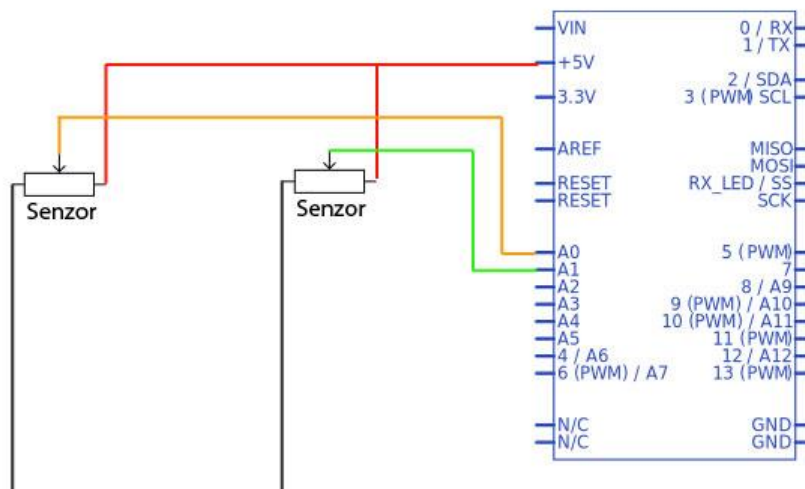 Senzor
Senzor
VIN
+5V
3.3V
AREF
RESET
RESET
A0
A1
A2
A3
A4
A5
4 / A6
6 (PWM) / A7
N/C
N/C
0 / RX
1 / TX
2 / SDA
3 (PWM) SCL
MISO
MOSI
RX_LED / SS
SCK
5 (PWM)
7
8 / A9
9 (PWM) / A10
10 (PWM) / A11
11 (PWM)
12 / A12
13 (PWM)
GND
GND